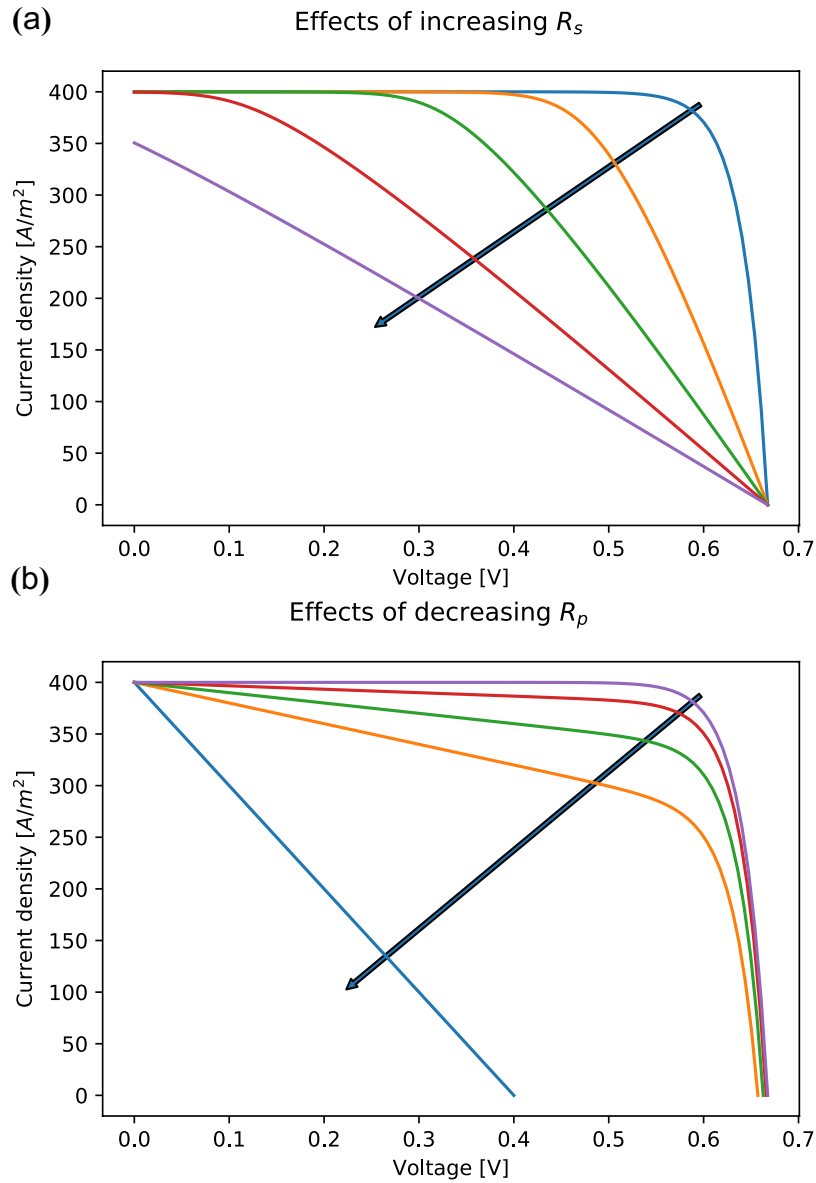 (a)
Effects of increasing R_s
400
350
300
250
200
150
100
50
0
Current density [A/m²]
0.0 0.1 0.2 0.3 0.4 0.5 0.6 0.7
Voltage [V]
(b)
Effects of decreasing R_p
400
350
300
250
200
150
100
50
0
Current density [A/m²]
0.0 0.1 0.2 0.3 0.4 0.5 0.6 0.7
Voltage [V]